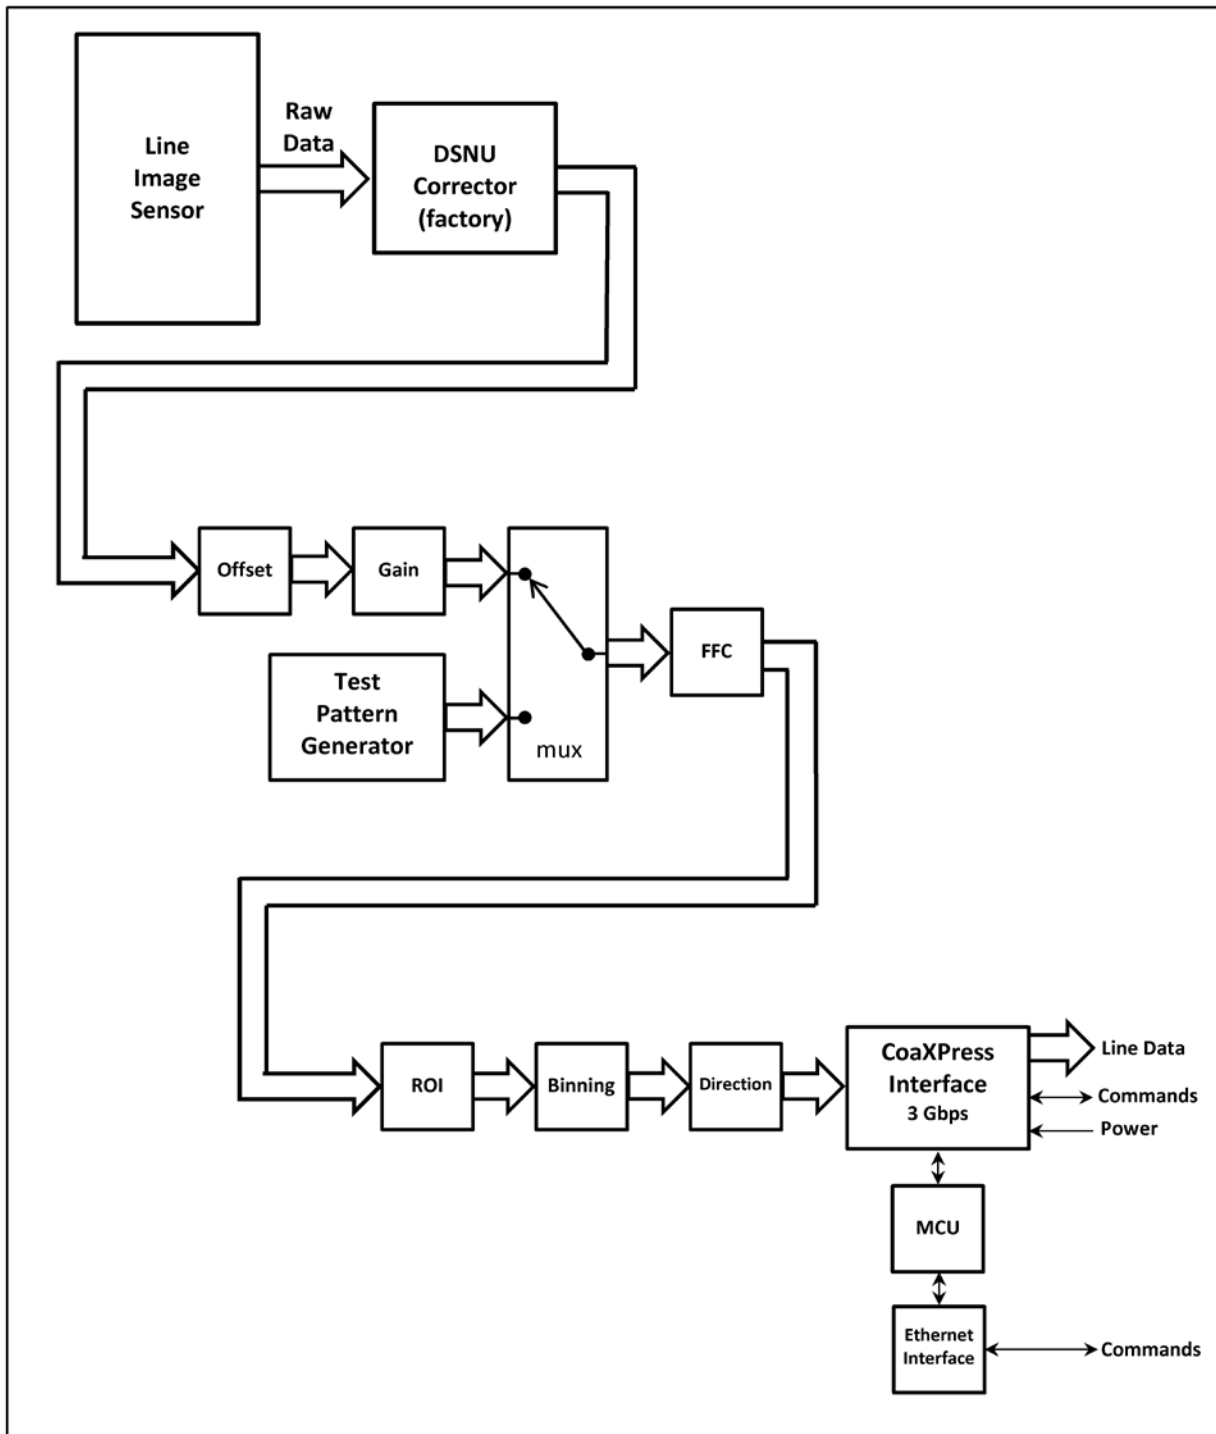 Line
Image
Sensor
Raw
Data
DSNU
Corrector
(factory)
Offset
Gain
Test
Pattern
Generator
mux
FFC
ROI
Binning
Direction
CoaXPress
Interface
3 Gbps
Line Data
Commands
Power
MCU
Ethernet
Interface
Commands